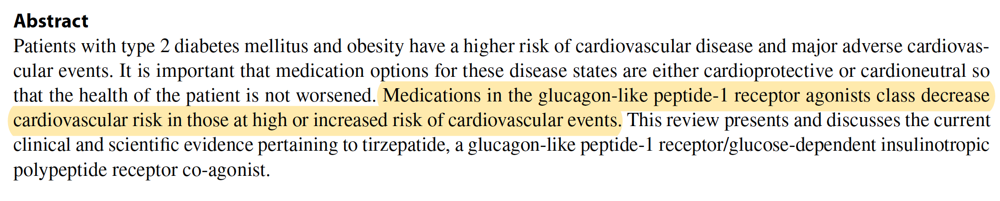 Abstract
Patients with type 2 diabetes mellitus and obesity have a higher risk of cardiovascular disease and major adverse cardiovas-
cular events. It is important that medication options for these disease states are either cardioprotective or cardioneutral so
that the health of the patient is not worsened. Medications in the glucagon-like peptide-1 receptor agonists class decrease
cardiovascular risk in those at high or increased risk of cardiovascular events. This review presents and discusses the current
clinical and scientific evidence pertaining to tirzepatide, a glucagon-like peptide-1 receptor/glucose-dependent insulinotropic
polypeptide receptor co-agonist.